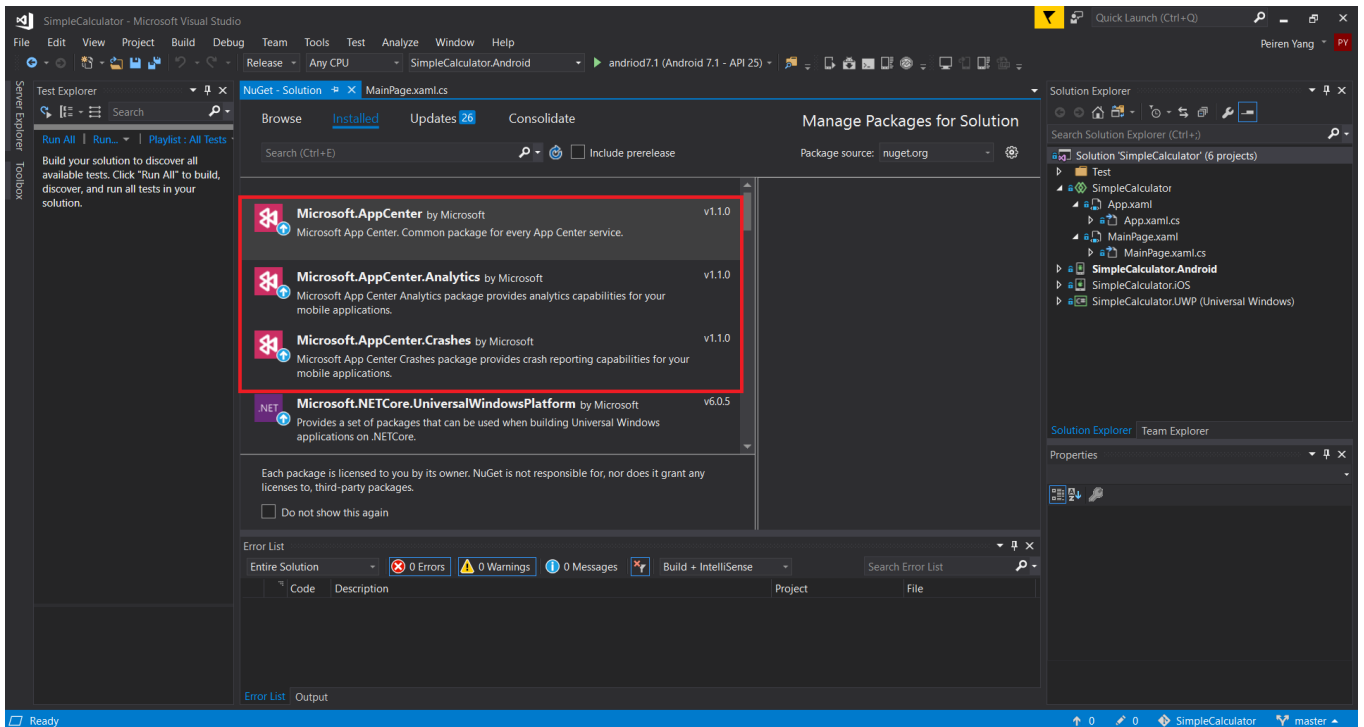 SimpleCalculator - Microsoft Visual Studio
Quick Launch (Ctrl+Q)
File Edit View Project Build Debug Team Tools Test Analyze Window Help
Peiren Yang PY
Release Any CPU SimpleCalculator.Android andriod7.1 (Android 7.1 - API 25)
Server Explorer
Toolbox
Test Explorer
Search
Run All | Run... | Playlist : All Tests
Build your solution to discover all
available tests. Click "Run All" to build,
discover, and run all tests in your
solution.
NuGet - Solution MainPage.xaml.cs
Browse Installed Updates 26 Consolidate
Manage Packages for Solution
Search (Ctrl+E)
Include prerelease
Package source: nuget.org
Microsoft.AppCenter by Microsoft v1.1.0
Microsoft App Center. Common package for every App Center service.
Microsoft.AppCenter.Analytics by Microsoft v1.1.0
Microsoft App Center Analytics package provides analytics capabilities for your
mobile applications.
Microsoft.AppCenter.Crashes by Microsoft v1.1.0
Microsoft App Center Crashes package provides crash reporting capabilities for your
mobile applications.
.NET
Microsoft.NETCore.UniversalWindowsPlatform by Microsoft v6.0.5
Provides a set of packages that can be used when building Universal Windows
applications on .NETCore.
Each package is licensed to you by its owner. NuGet is not responsible for, nor does it grant any
licenses to, third-party packages.
Do not show this again
Error List
Entire Solution 0 Errors 0 Warnings 0 Messages Build + IntelliSense Search Error List
Code Description Project File
Error List Output
Solution Explorer
Search Solution Explorer (Ctrl+;)
Solution 'SimpleCalculator' (6 projects)
Test
SimpleCalculator
App.xaml
App.xaml.cs
MainPage.xaml
MainPage.xaml.cs
SimpleCalculator.Android
SimpleCalculator.iOS
SimpleCalculator.UWP (Universal Windows)
Solution Explorer Team Explorer
Properties
Ready
0 0 SimpleCalculator master